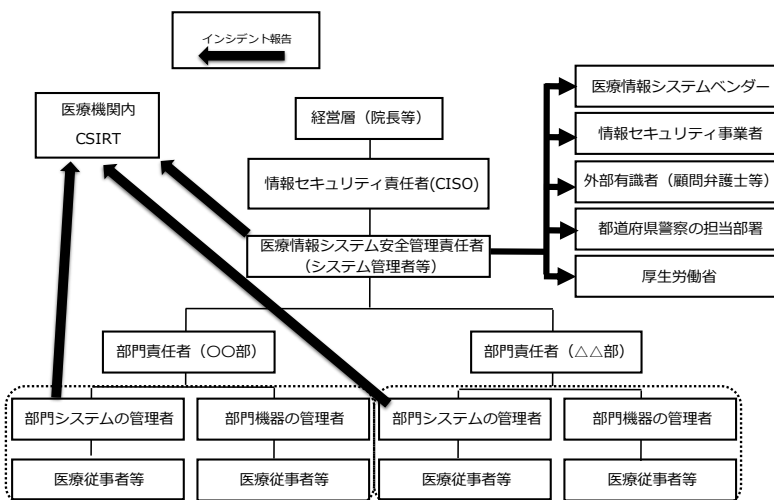 インシデント報告
医療機関内
CSIRT
経営層（院長等）
情報セキュリティ責任者(CISO)
医療情報システム安全管理責任者
（システム管理者等）
医療情報システムベンダー
情報セキュリティ事業者
外部有識者（顧問弁護士等）
都道府県警察の担当部署
厚生労働省
部門責任者（〇〇部）
部門責任者（△△部）
部門システムの管理者
部門機器の管理者
部門システムの管理者
部門機器の管理者
医療従事者等
医療従事者等
医療従事者等
医療従事者等